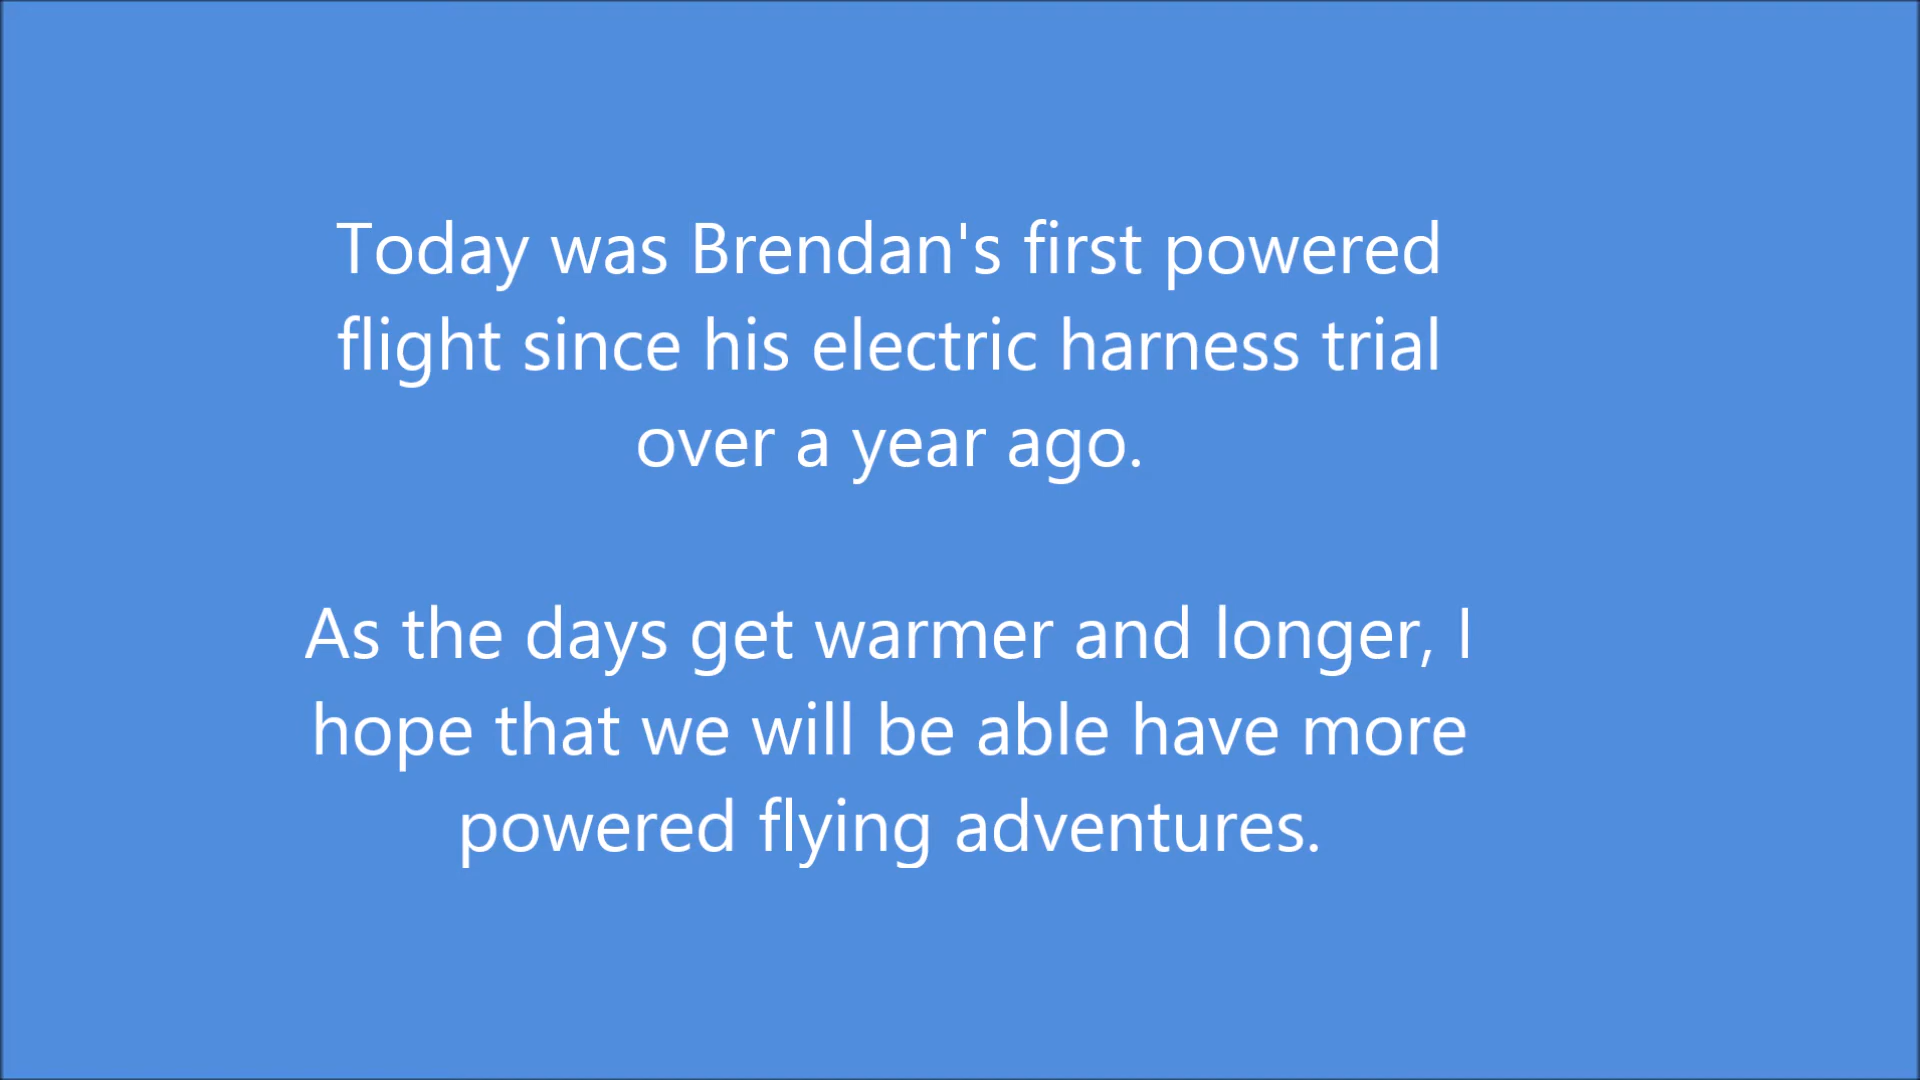 Today was Brendan's first powered
flight since his electric harness trial
over a year ago.
As the days get warmer and longer, I
hope that we will be able have more
powered flying adventures.